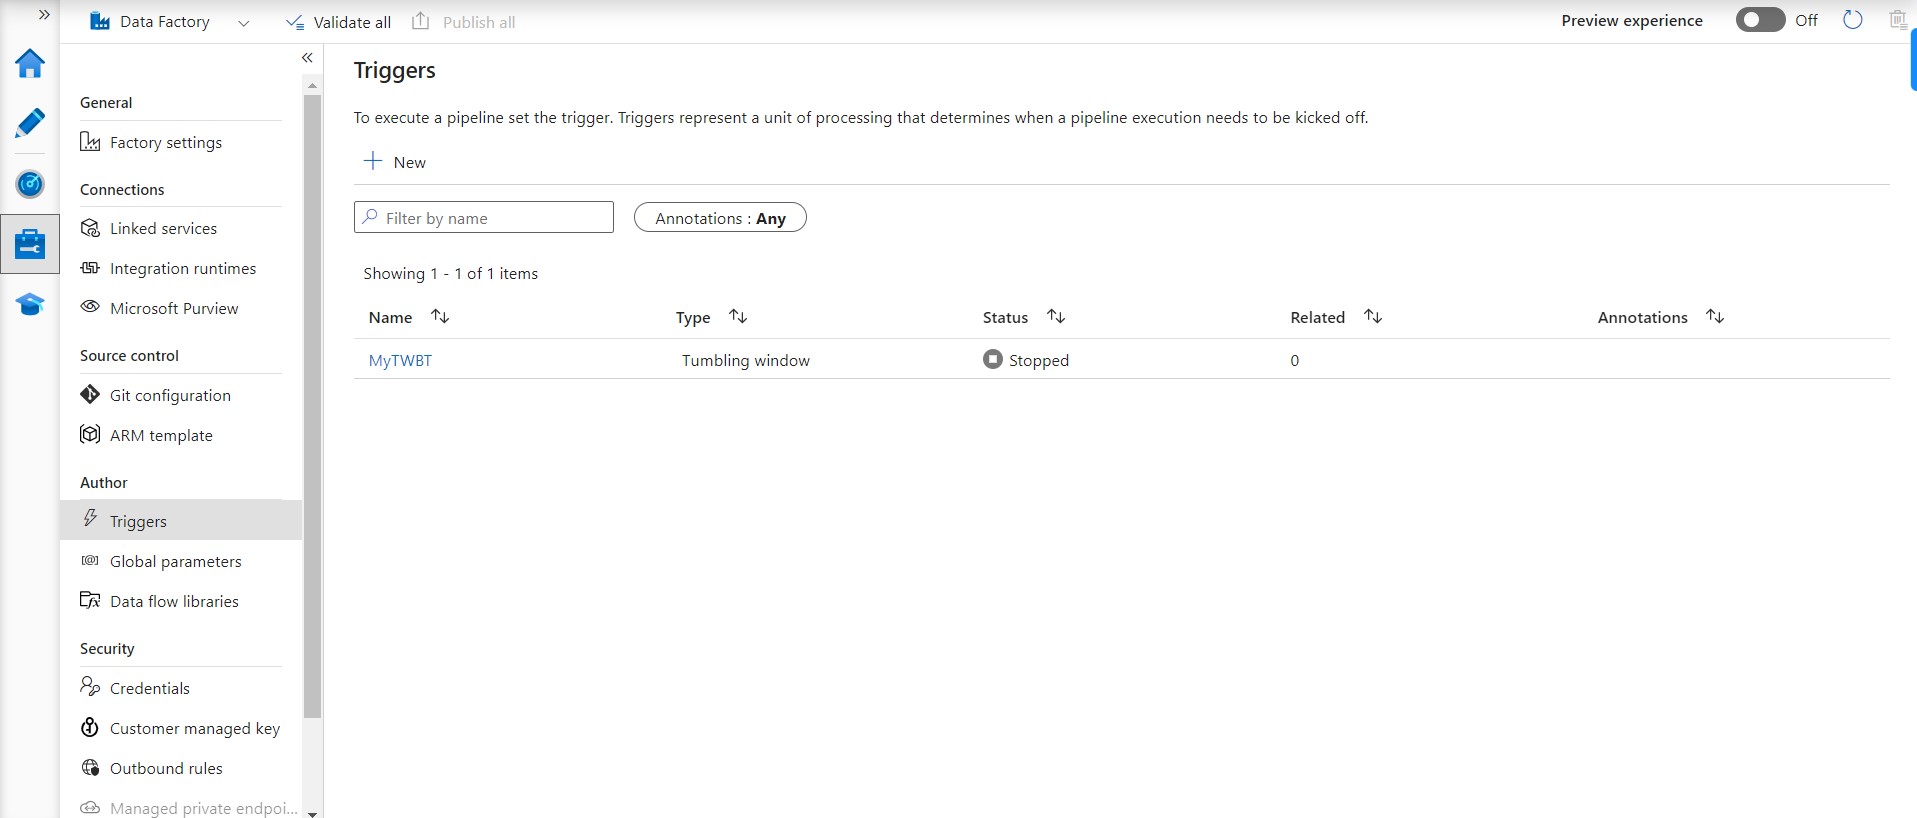 Data Factory
Validate all
Publish all
Preview experience
Off
General
Factory settings
Connections
Linked services
Integration runtimes
Microsoft Purview
Source control
Git configuration
ARM template
Author
Triggers
Global parameters
Data flow libraries
Security
Credentials
Customer managed key
Outbound rules
Managed private endpoi...
Triggers
To execute a pipeline set the trigger. Triggers represent a unit of processing that determines when a pipeline execution needs to be kicked off.
New
Filter by name
Annotations : Any
Showing 1 - 1 of 1 items
Name Type Status Related Annotations
MyTWBT Tumbling window Stopped 0